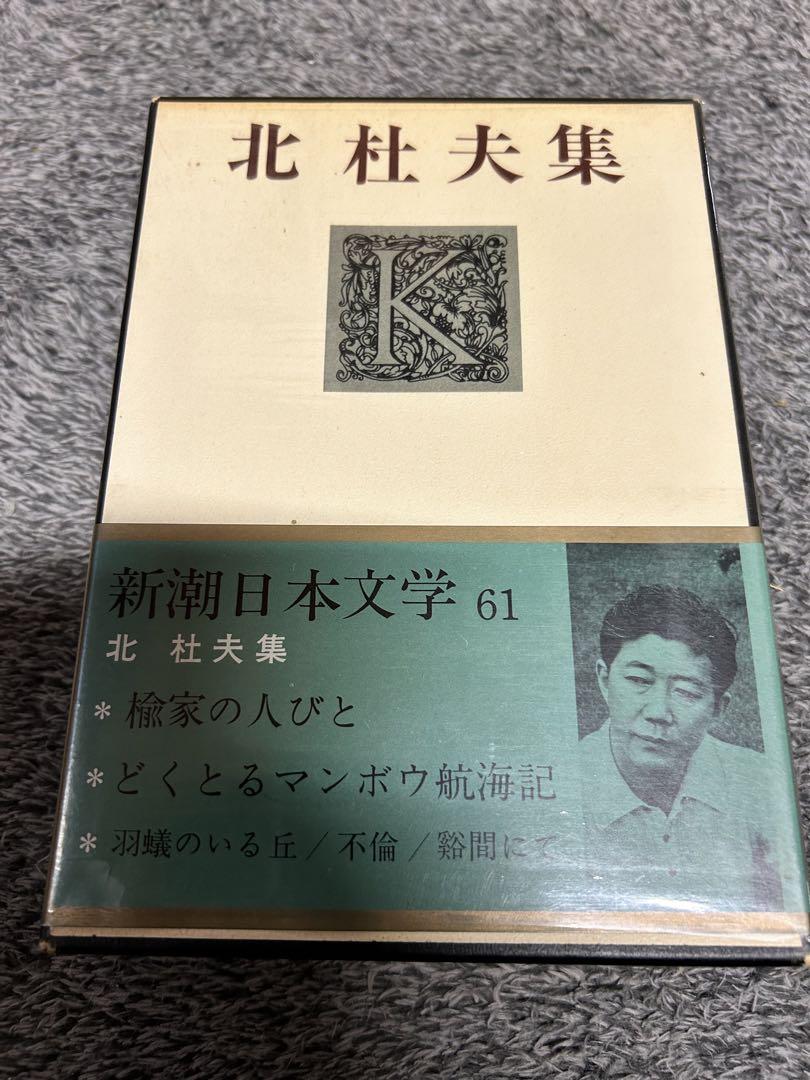 北杜夫集
K
新潮日本文学 61
北 杜夫集
* 楡家の人びと
* どくとるマンボウ航海記
* 羽蟻のいる丘/不倫/谿間にて